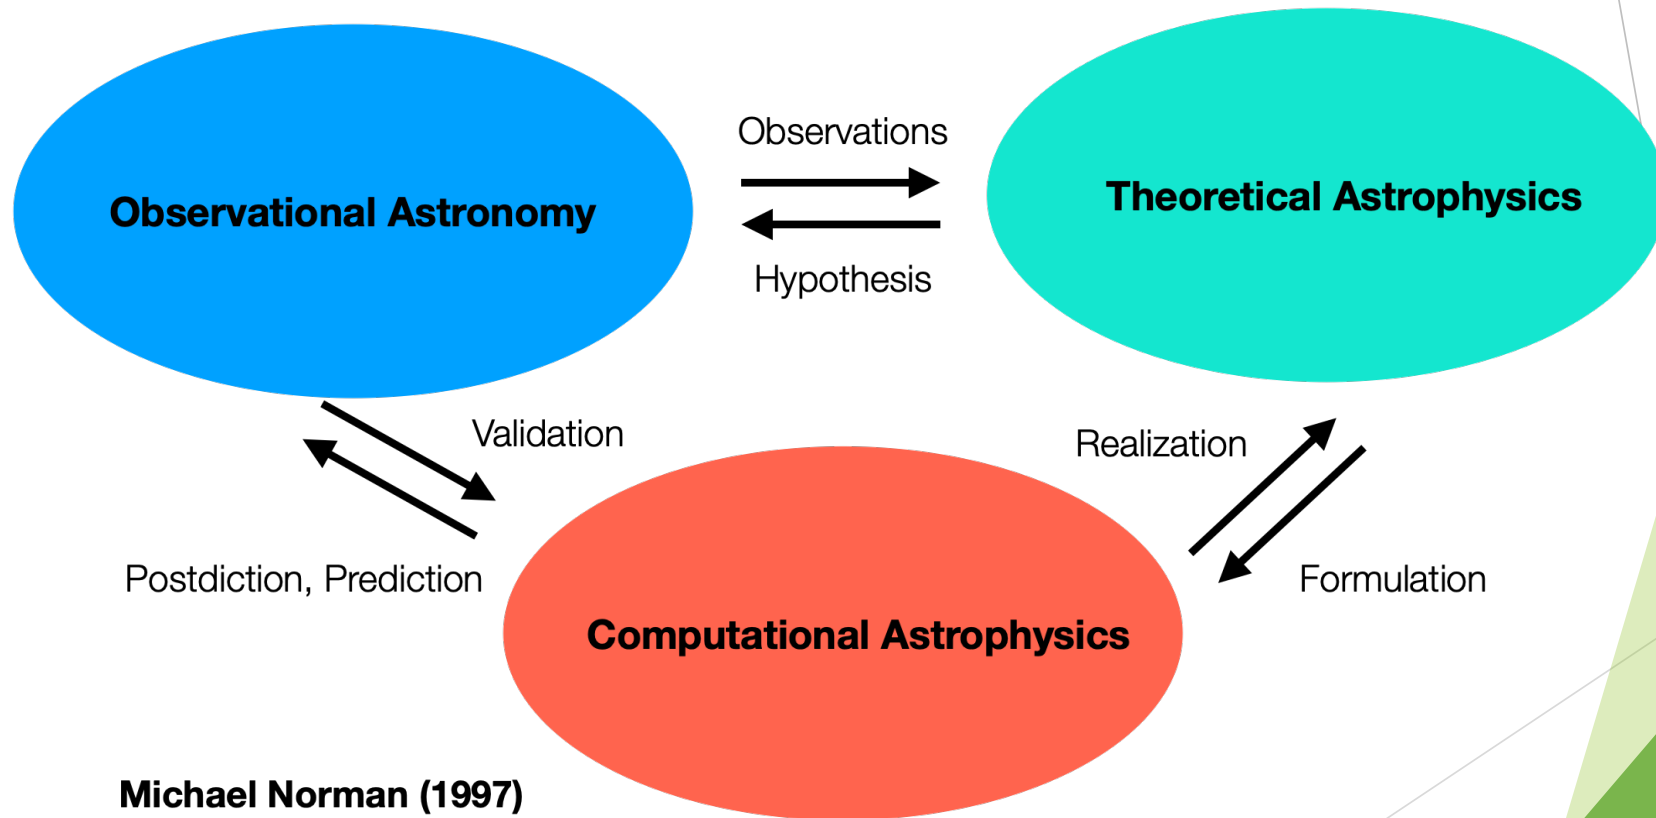 Observations
Observational Astronomy
Theoretical Astrophysics
Hypothesis
Validation
Realization
Postdiction, Prediction
Formulation
Computational Astrophysics
Michael Norman (1997)